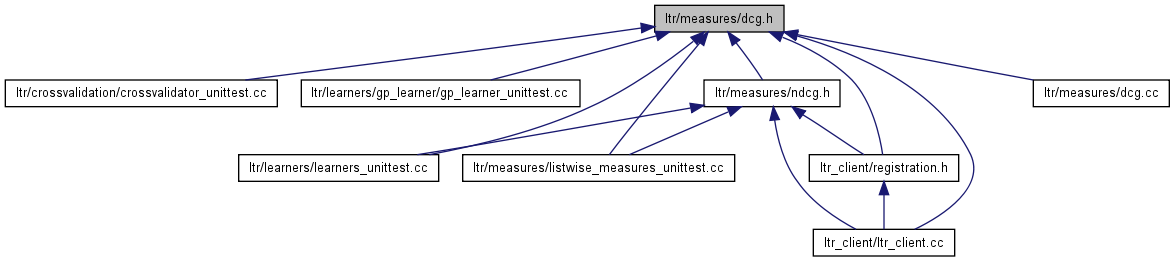 ltr/measures/dcg.h
ltr/crossvalidation/crossvalidator_unittest.cc
ltr/learners/gp_learner/gp_learner_unittest.cc
ltr/measures/ndcg.h
ltr/measures/dcg.cc
ltr/learners/learners_unittest.cc
ltr/measures/listwise_measures_unittest.cc
ltr_client/registration.h
ltr_client/ltr_client.cc